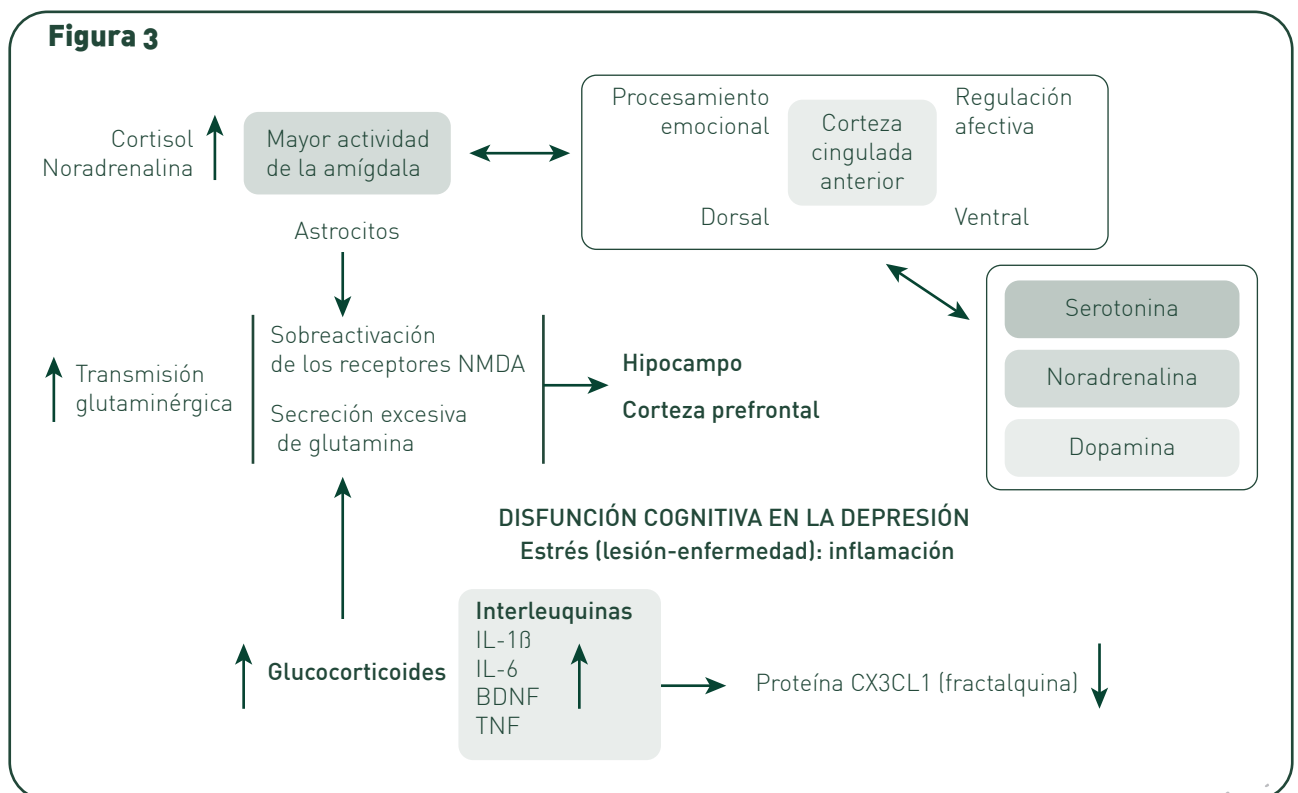 Figura 3
Cortisol
Noradrenalina
Mayor actividad
de la amígdala
Procesamiento
emocional
Corteza
cingulada
anterior
Regulación
afectiva
Dorsal
Ventral
Astrocitos
Serotonina
Noradrenalina
Dopamina
Transmisión
glutaminérgica
Sobreactivación
de los receptores NMDA
Secreción excesiva
de glutamina
Hipocampo
Corteza prefrontal
DISFUNCIÓN COGNITIVA EN LA DEPRESIÓN
Estrés (lesión-enfermedad): inflamación
Glucocorticoides
Interleuquinas
IL-1ß
IL-6
BDNF
TNF
Proteína CX3CL1 (fractalquina)